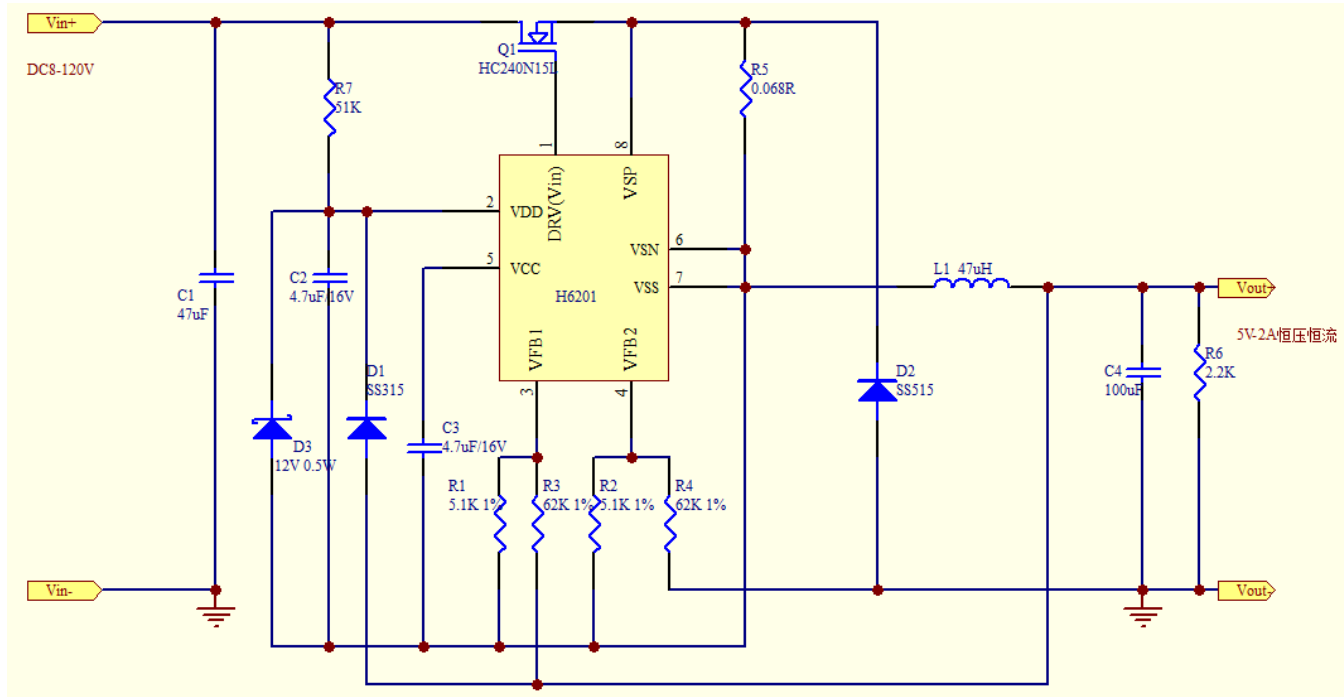 Vin+
DC8-120V
Q1
HC240N15L
R7
51K
R5
0.068R
1
8
DRV(Vin)
VSP
2
VDD
5
VCC
VSN
6
VSS
7
H6201
VFB1
VFB2
3
4
C1
47uF
C2
4.7uF/16V
D1
SS315
D3
12V 0.5W
C3
4.7uF/16V
R1
5.1K 1%
R3
62K 1%
R2
5.1K 1%
R4
62K 1%
D2
SS515
L1 47uH
Vout+
5V-2A恒压恒流
C4
100uF
R6
2.2K
Vin-
Vout-